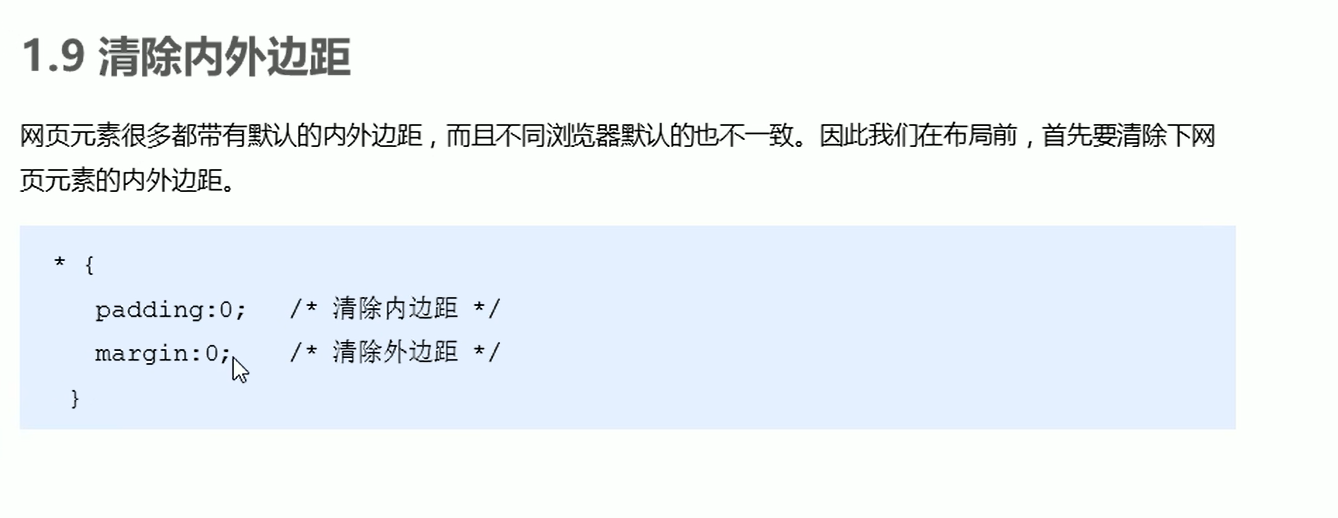 1.9 清除内外边距
网页元素很多都带有默认的内外边距，而且不同浏览器默认的也不一致。因此我们在布局前，首先要清除下网
页元素的内外边距。
* {
padding:0;   /* 清除内边距 */
margin:0;    /* 清除外边距 */
}